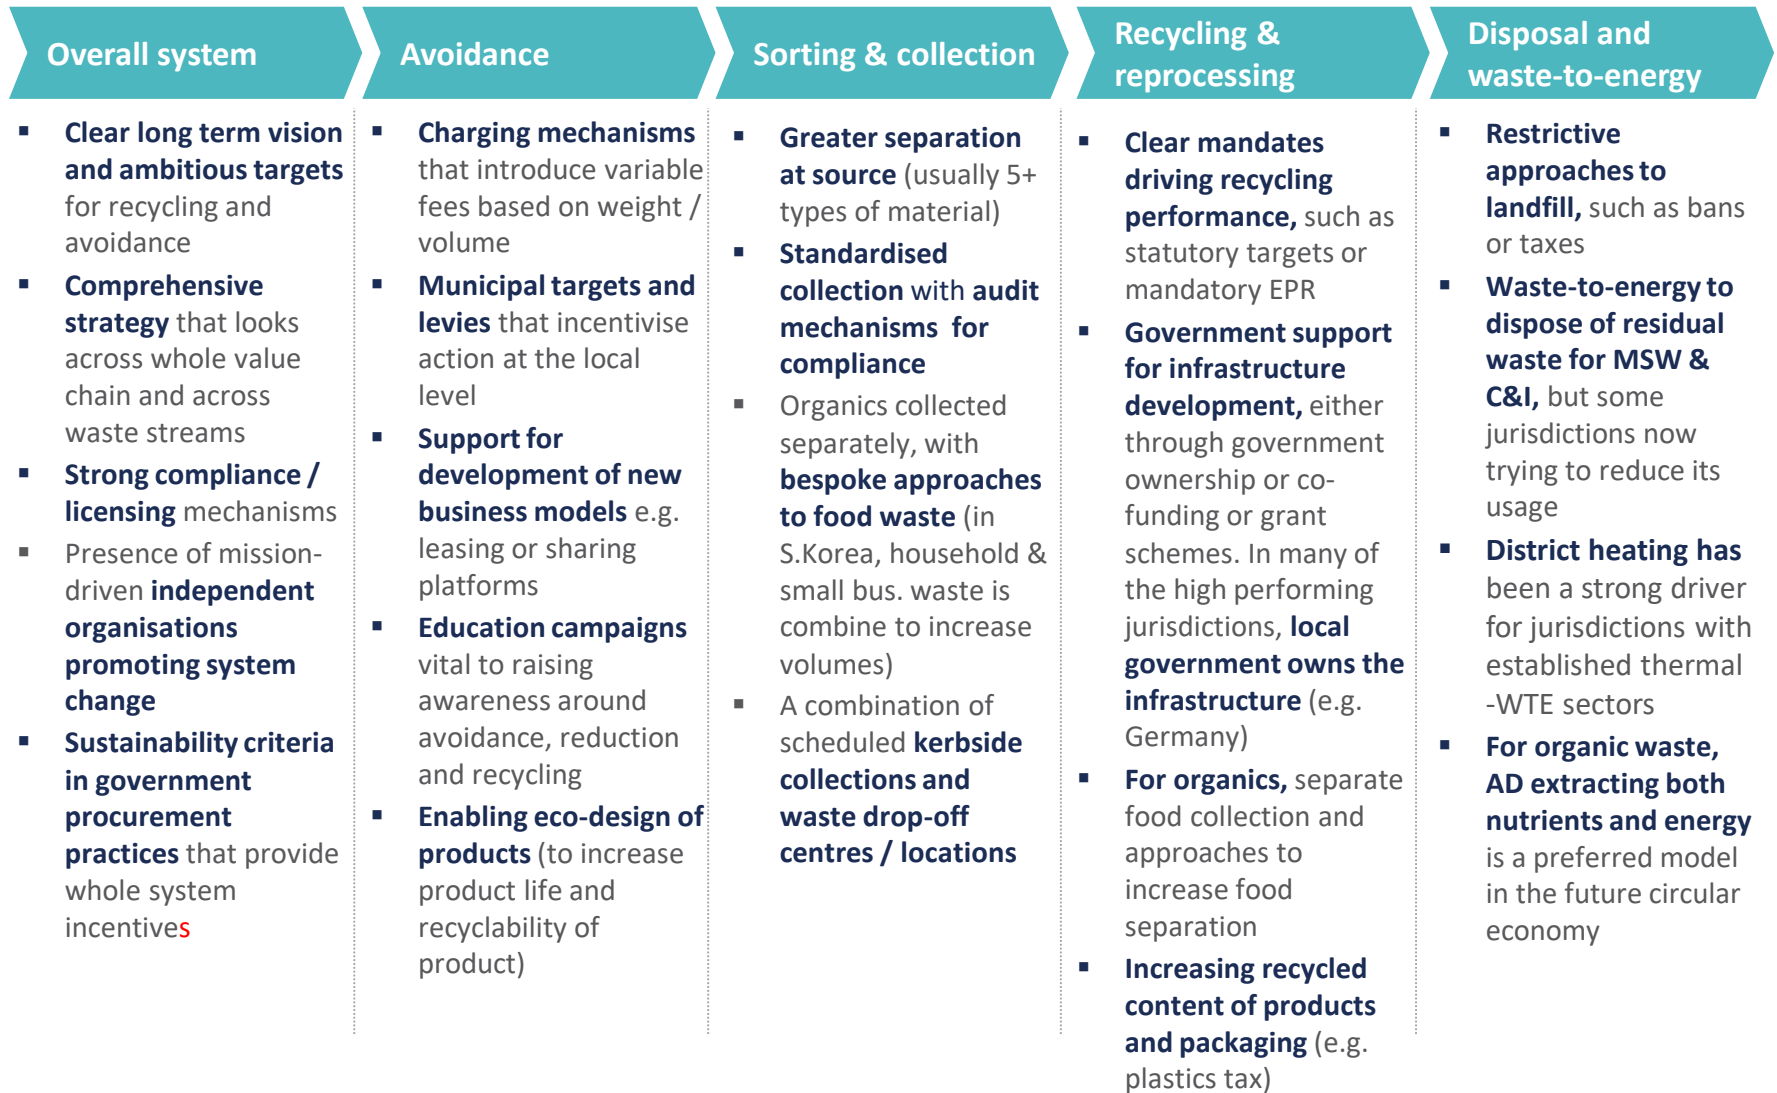 Overall system
Avoidance
Sorting & collection
Recycling &
reprocessing
Disposal and
waste-to-energy
▪ Clear long term vision
and ambitious targets
for recycling and
avoidance
▪ Comprehensive
strategy that looks
across whole value
chain and across
waste streams
▪ Strong compliance /
licensing mechanisms
▪ Presence of mission-
driven independent
organisations
promoting system
change
▪ Sustainability criteria
in government
procurement
practices that provide
whole system
incentives
▪ Charging mechanisms
that introduce variable
fees based on weight /
volume
▪ Municipal targets and
levies that incentivise
action at the local
level
▪ Support for
development of new
business models e.g.
leasing or sharing
platforms
▪ Education campaigns
vital to raising
awareness around
avoidance, reduction
and recycling
▪ Enabling eco-design of
products (to increase
product life and
recyclability of
product)
▪ Greater separation
at source (usually 5+
types of material)
▪ Standardised
collection with audit
mechanisms for
compliance
▪ Organics collected
separately, with
bespoke approaches
to food waste (in
S.Korea, household &
small bus. waste is
combine to increase
volumes)
▪ A combination of
scheduled kerbside
collections and
waste drop-off
centres / locations
▪ Clear mandates
driving recycling
performance, such as
statutory targets or
mandatory EPR
▪ Government support
for infrastructure
development, either
through government
ownership or co-
funding or grant
schemes. In many of
the high performing
jurisdictions, local
government owns the
infrastructure (e.g.
Germany)
▪ For organics, separate
food collection and
approaches to
increase food
separation
▪ Increasing recycled
content of products
and packaging (e.g.
plastics tax)
▪ Restrictive
approaches to
landfill, such as bans
or taxes
▪ Waste-to-energy to
dispose of residual
waste for MSW &
C&I, but some
jurisdictions now
trying to reduce its
usage
▪ District heating has
been a strong driver
for jurisdictions with
established thermal
-WTE sectors
▪ For organic waste,
AD extracting both
nutrients and energy
is a preferred model
in the future circular
economy